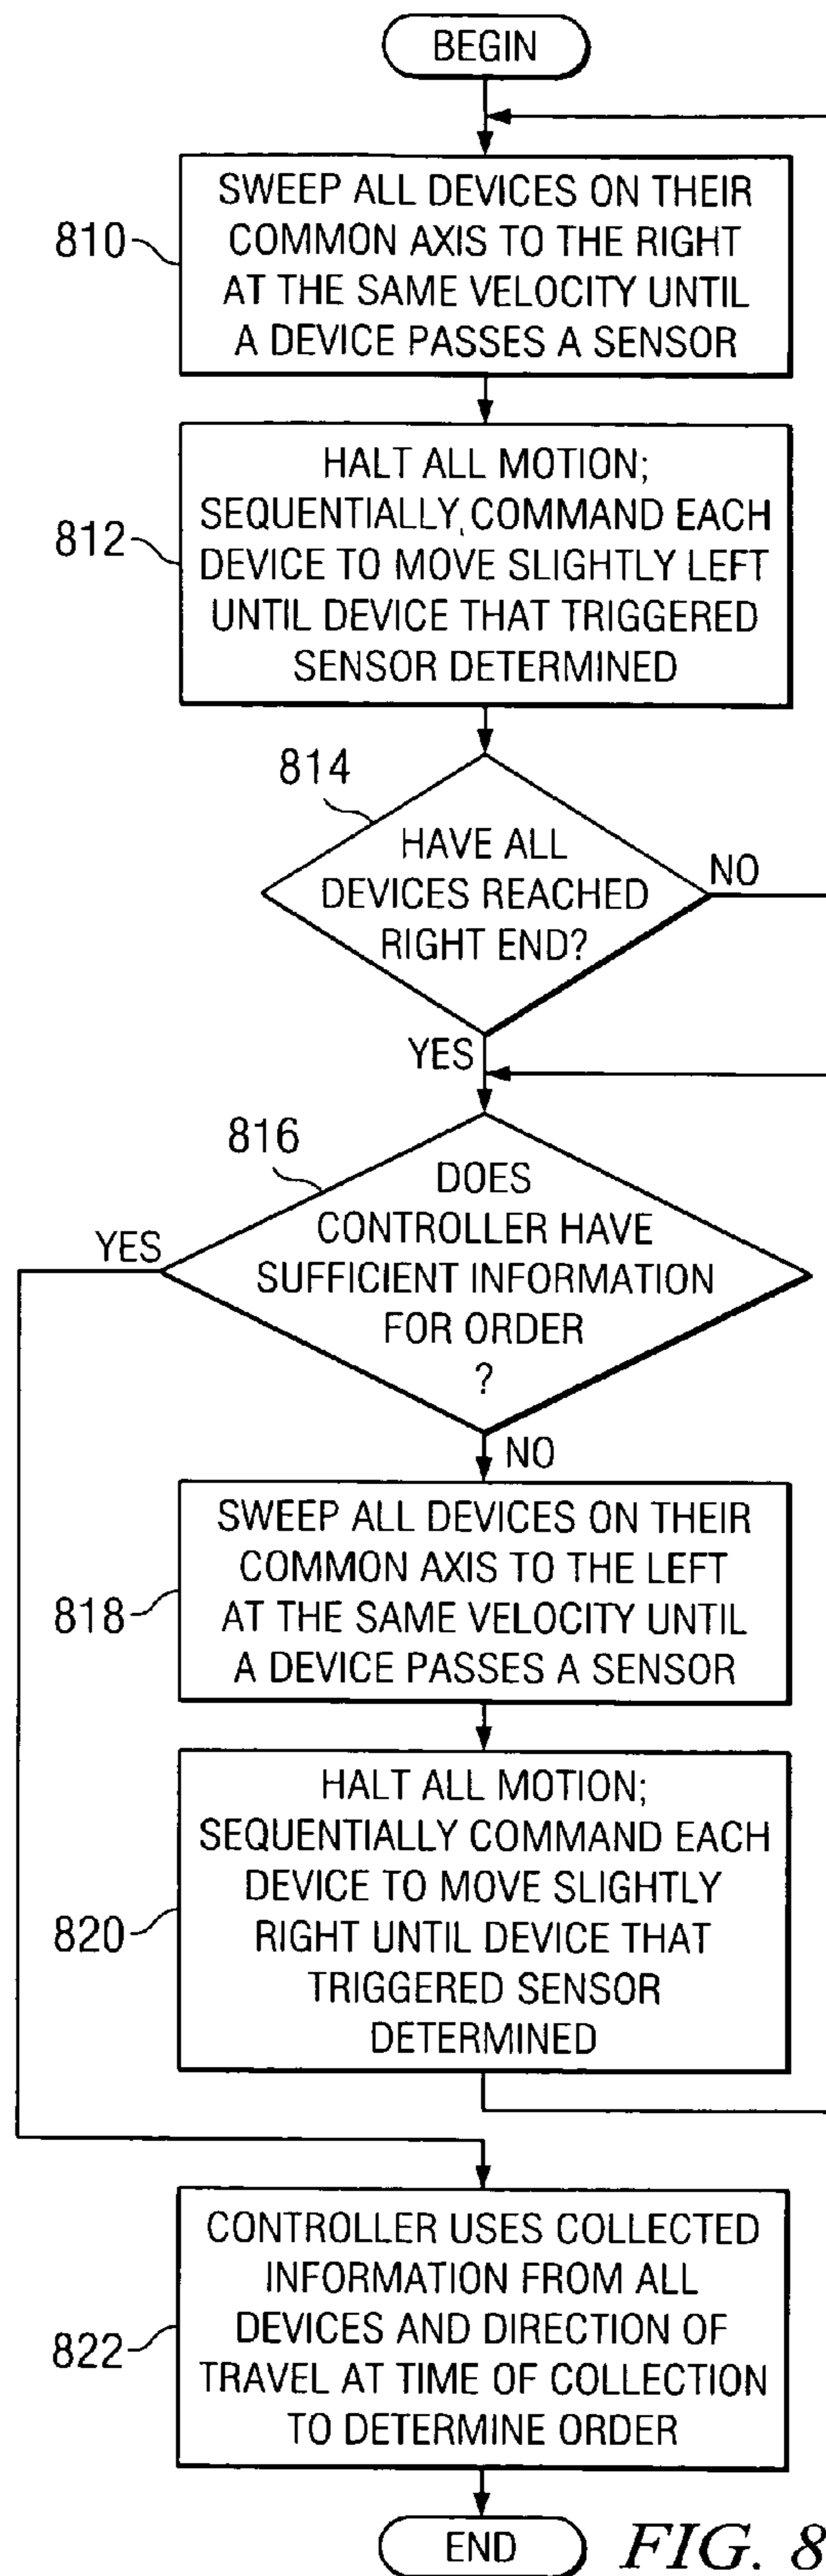 BEGIN
810
SWEEP ALL DEVICES ON THEIR
COMMON AXIS TO THE RIGHT
AT THE SAME VELOCITY UNTIL
A DEVICE PASSES A SENSOR
812
HALT ALL MOTION;
SEQUENTIALLY COMMAND EACH
DEVICE TO MOVE SLIGHTLY LEFT
UNTIL DEVICE THAT TRIGGERED
SENSOR DETERMINED
814
HAVE ALL
DEVICES REACHED
RIGHT END?
NO
YES
816
DOES
CONTROLLER HAVE
SUFFICIENT INFORMATION
FOR ORDER
?
YES
NO
818
SWEEP ALL DEVICES ON THEIR
COMMON AXIS TO THE LEFT
AT THE SAME VELOCITY UNTIL
A DEVICE PASSES A SENSOR
820
HALT ALL MOTION;
SEQUENTIALLY COMMAND EACH
DEVICE TO MOVE SLIGHTLY
RIGHT UNTIL DEVICE THAT
TRIGGERED SENSOR
DETERMINED
822
CONTROLLER USES COLLECTED
INFORMATION FROM ALL
DEVICES AND DIRECTION OF
TRAVEL AT TIME OF COLLECTION
TO DETERMINE ORDER
END
FIG. 8